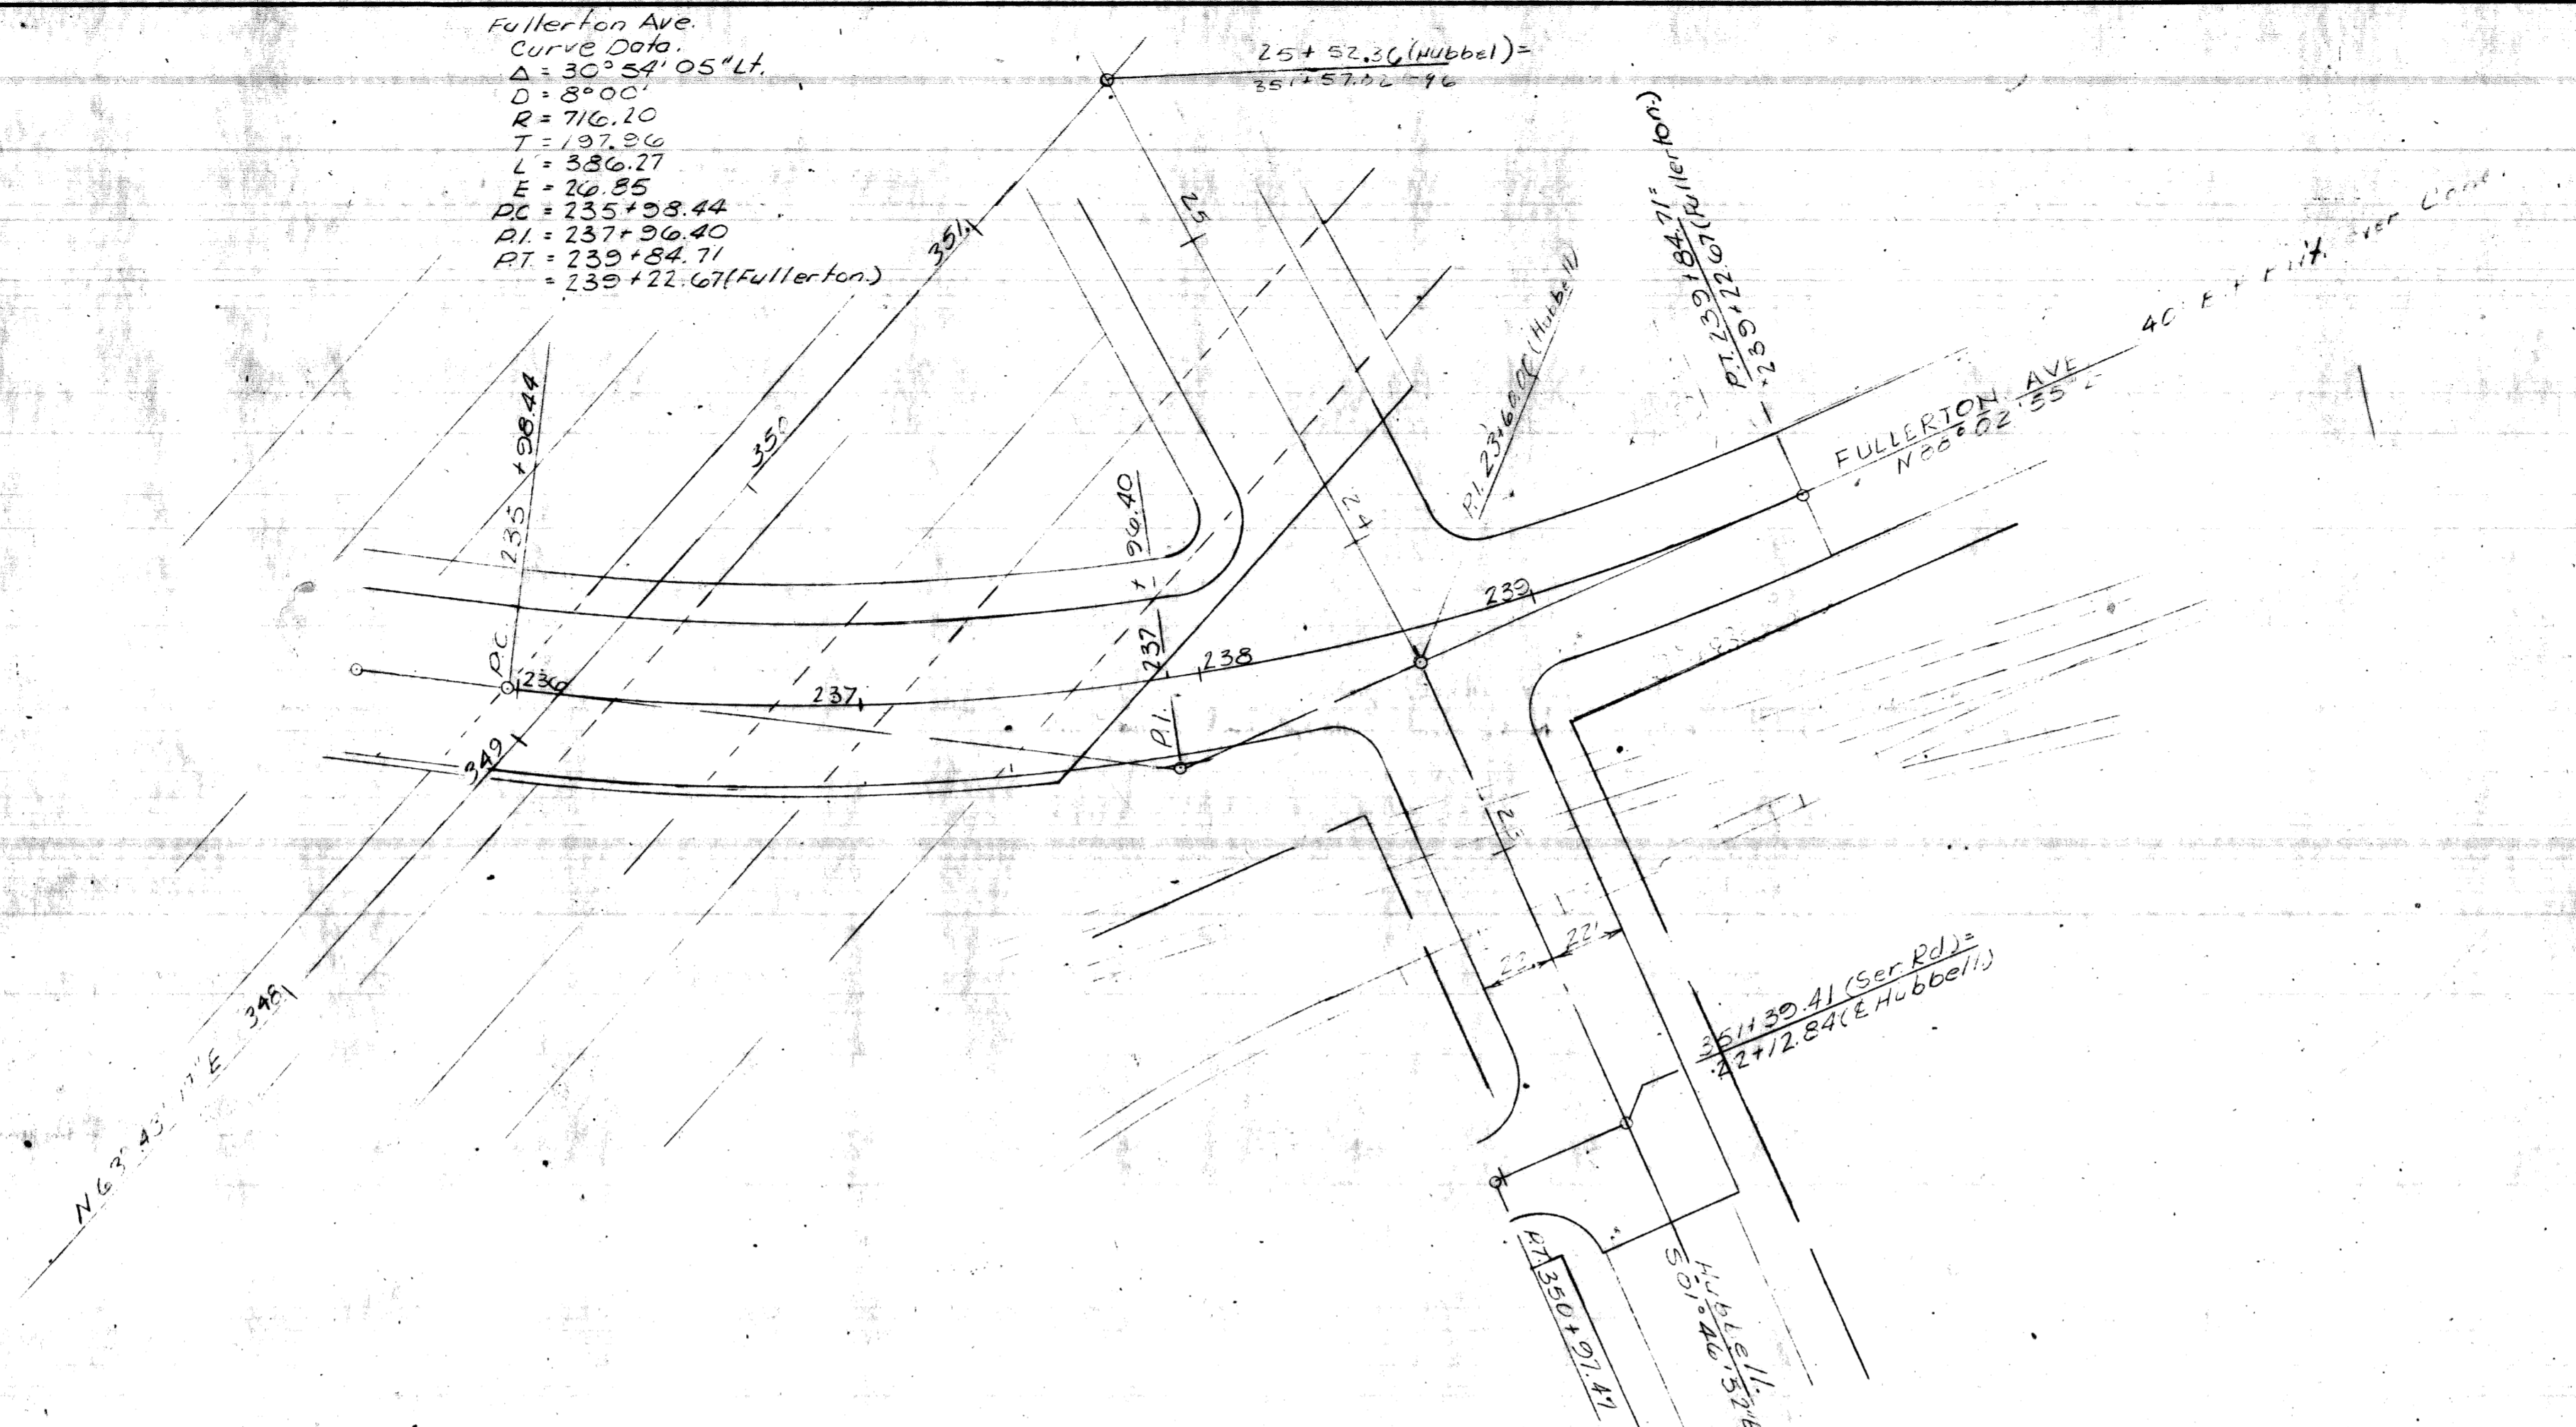 Fullerton Ave.
Curve Data.
Δ = 30° 54' 05" Lt.
D = 8°00'
R = 716.20
T = 197.96
L = 386.27
E = 26.85
P.C = 235+98.44
P.I. = 237+96.40
P.T. = 239+84.71
= 239+22.67 (Fullerton.)
25+52.36 (Hubbel) =
P.T. 239+84.71 =
239+22.67 (Fullerton.)
351
25
P.I. 23+60.00 (Hubbell)
FULLERTON AVE.
350
P.C. 235+98.44
24
P.I. 237+96.40
239
238
236
237
349
23
22'
22'
351+39.41 (Ser. Rd.) =
22+12.84 (℄ Hubbell)
348
N 63° 43' 17" E
P.T. 350+97.47
Hubbell.
S 01° 46' 52" E